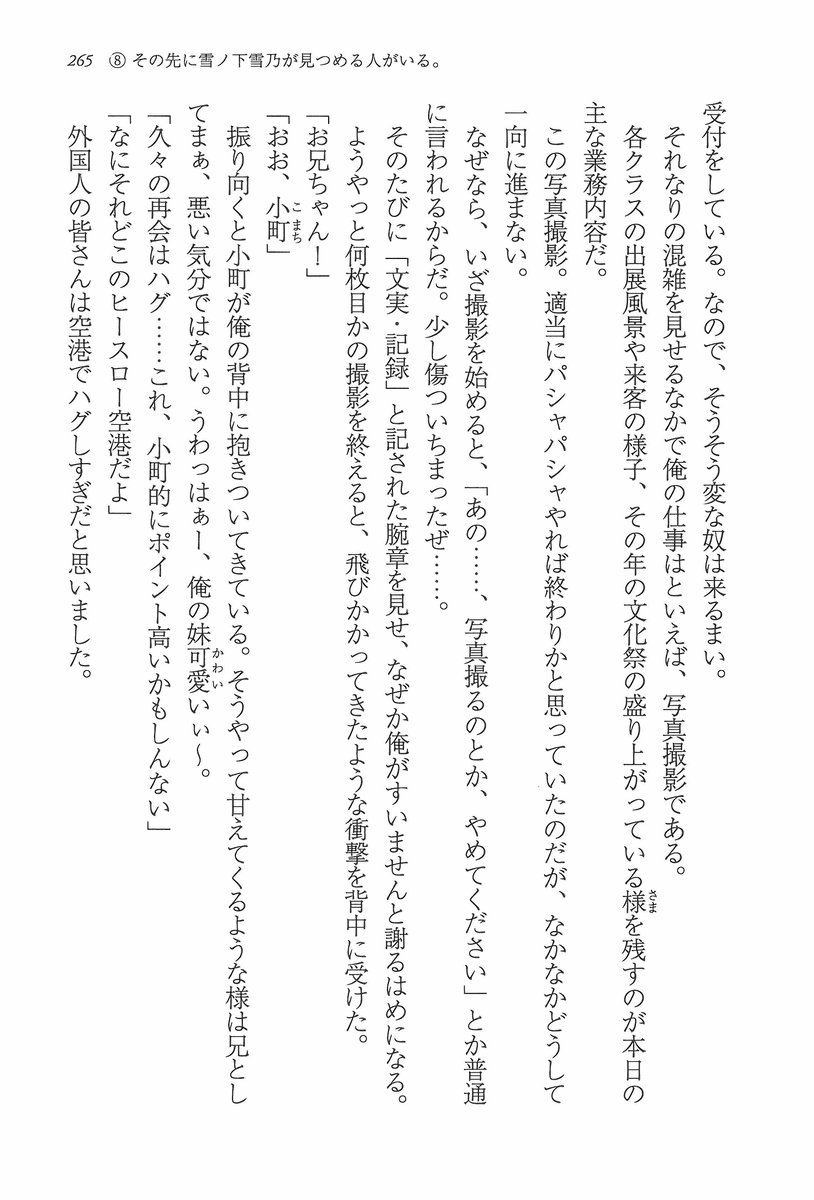 265　⑧ その先に雪ノ下雪乃が見つめる人がいる。
受付をしている。なので、そうそう変な奴は来るまい。
それなりの混雑を見せるなかで俺の仕事はといえば、写真撮影である。
各クラスの出展風景や来客の様子、その年の文化祭の盛り上がっている様を残すのが本日の
さま
主な業務内容だ。
この写真撮影。適当にパシャパシャやれば終わりかと思っていたのだが、なかなかどうして
一向に進まない。
なぜなら、いざ撮影を始めると、「あの……、写真撮るのとか、やめてください」とか普通
に言われるからだ。少し傷ついちまったぜ……。
そのたびに「文実・記録」と記された腕章を見せ、なぜか俺がすいませんと謝るはめになる。
ようやっと何枚目かの撮影を終えると、飛びかかってきたような衝撃を背中に受けた。
「お兄ちゃん！」
「おお、小町」
こまち
振り向くと小町が俺の背中に抱きついてきている。そうやって甘えてくるような様は兄とし
てまぁ、悪い気分ではない。うわっはぁー、俺の妹可愛いぃ～。
かわい
「久々の再会はハグ……これ、小町的にポイント高いかもしんない」
「なにそれどこのヒースロー空港だよ」
外国人の皆さんは空港でハグしすぎだと思いました。